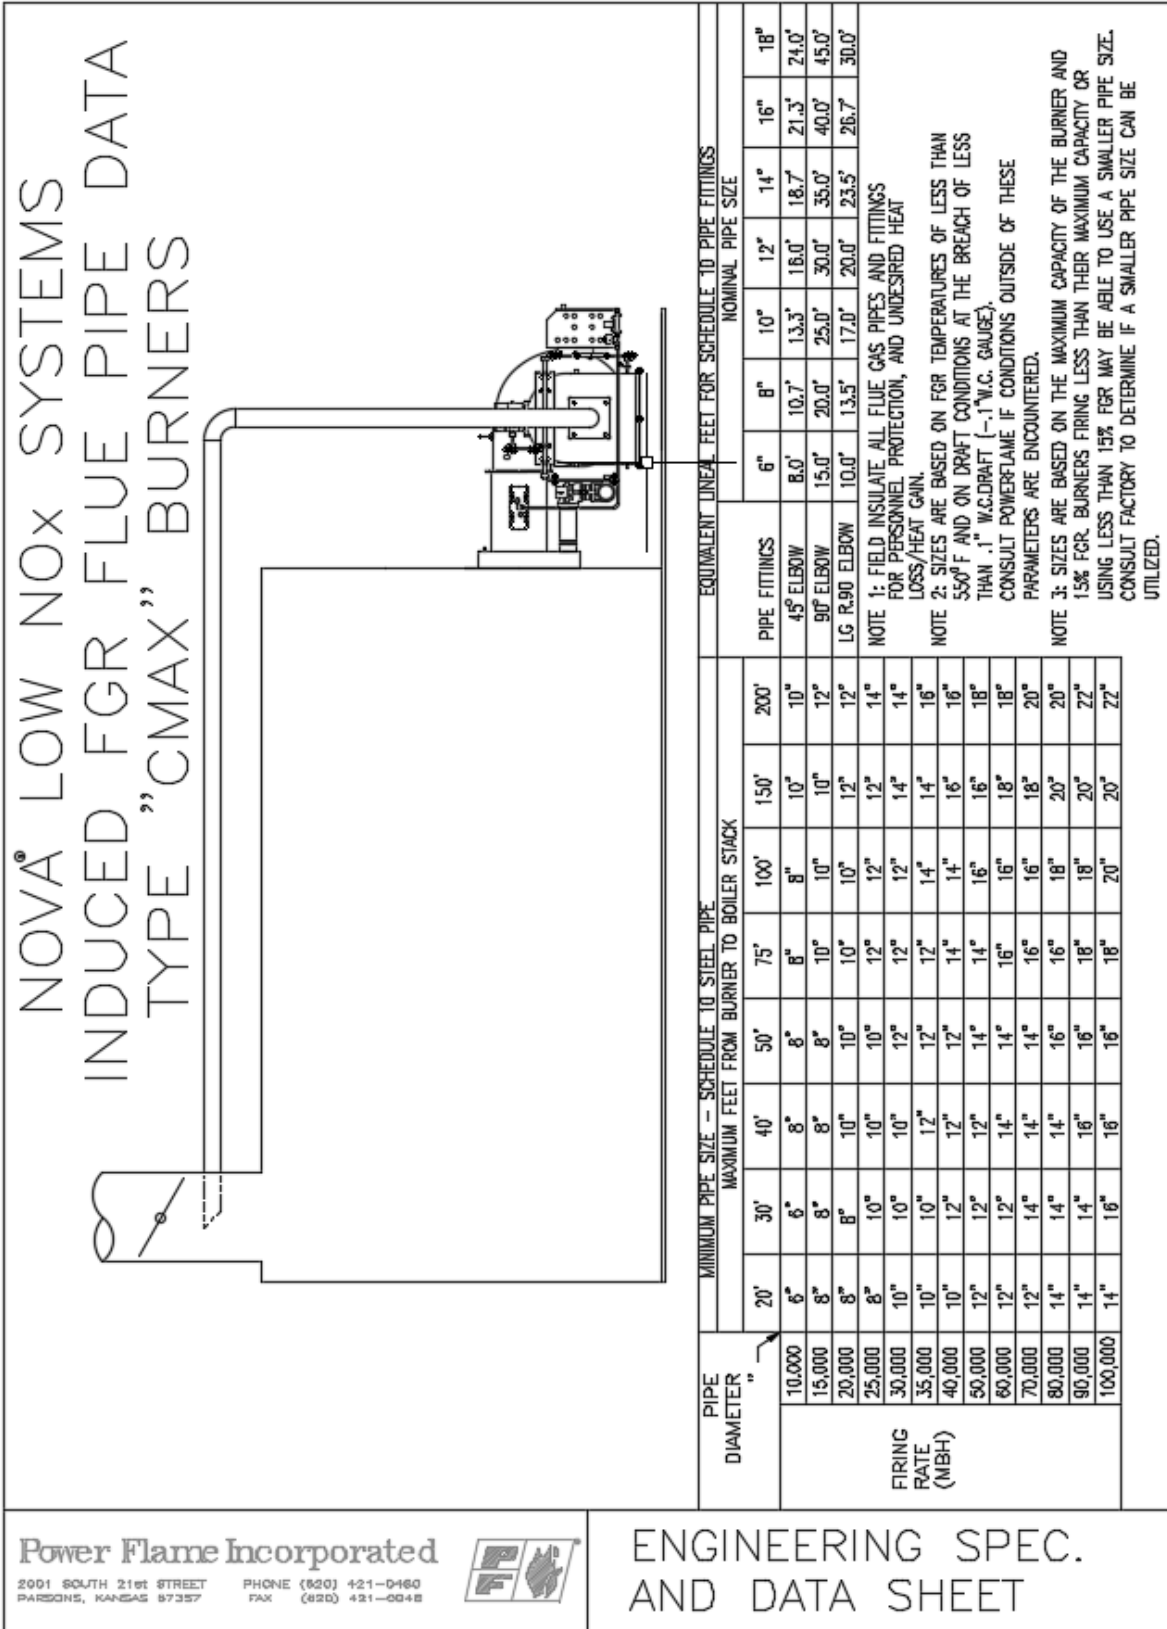 NOVA® LOW NOx SYSTEMS
INDUCED FGR FLUE PIPE DATA
TYPE "CMAX" BURNERS
PIPE DIAMETER "
MINIMUM PIPE SIZE - SCHEDULE 10 STEEL PIPE
MAXIMUM FEET FROM BURNER TO BOILER STACK
20' 30' 40' 50' 75' 100' 150' 200'
FIRING RATE (MBH)
10,000 6" 6" 8" 8" 8" 8" 10" 10"
15,000 8" 8" 8" 8" 10" 10" 10" 12"
20,000 8" 8" 10" 10" 10" 10" 12" 12"
25,000 8" 10" 10" 10" 12" 12" 12" 14"
30,000 10" 10" 10" 12" 12" 12" 14" 14"
35,000 10" 10" 12" 12" 12" 14" 14" 16"
40,000 10" 12" 12" 12" 14" 14" 16" 16"
50,000 12" 12" 12" 14" 14" 16" 16" 18"
60,000 12" 12" 14" 14" 16" 16" 18" 18"
70,000 12" 14" 14" 14" 16" 16" 18" 20"
80,000 14" 14" 14" 16" 16" 18" 20" 20"
90,000 14" 14" 16" 16" 18" 18" 20" 22"
100,000 14" 16" 16" 16" 18" 20" 20" 22"
EQUIVALENT LINEAL FEET FOR SCHEDULE 10 PIPE FITTINGS
NOMINAL PIPE SIZE
PIPE FITTINGS 6" 8" 10" 12" 14" 16" 18"
45° ELBOW 8.0' 10.7' 13.3' 16.0' 18.7' 21.3' 24.0'
90° ELBOW 15.0' 20.0' 25.0' 30.0' 35.0' 40.0' 45.0'
LG R.90 ELBOW 10.0' 13.5' 17.0' 20.0' 23.5' 26.7' 30.0'
NOTE 1: FIELD INSULATE ALL FLUE GAS PIPES AND FITTINGS
FOR PERSONNEL PROTECTION, AND UNDESIRED HEAT
LOSS/HEAT GAIN.
NOTE 2: SIZES ARE BASED ON FGR TEMPERATURES OF LESS THAN
550°F AND ON DRAFT CONDITIONS AT THE BREACH OF LESS
THAN .1" W.C.DRAFT (-.1"W.C. GAUGE).
CONSULT POWERFLAME IF CONDITIONS OUTSIDE OF THESE
PARAMETERS ARE ENCOUNTERED.
NOTE 3: SIZES ARE BASED ON THE MAXIMUM CAPACITY OF THE BURNER AND
15% FGR. BURNERS FIRING LESS THAN THEIR MAXIMUM CAPACITY OR
USING LESS THAN 15% FGR MAY BE ABLE TO USE A SMALLER PIPE SIZE.
CONSULT FACTORY TO DETERMINE IF A SMALLER PIPE SIZE CAN BE
UTILIZED.
Power Flame Incorporated
2001 SOUTH 21st STREET PHONE (620) 421-0480
PARSONS, KANSAS 67357 FAX (620) 421-0948
PF
ENGINEERING SPEC.
AND DATA SHEET